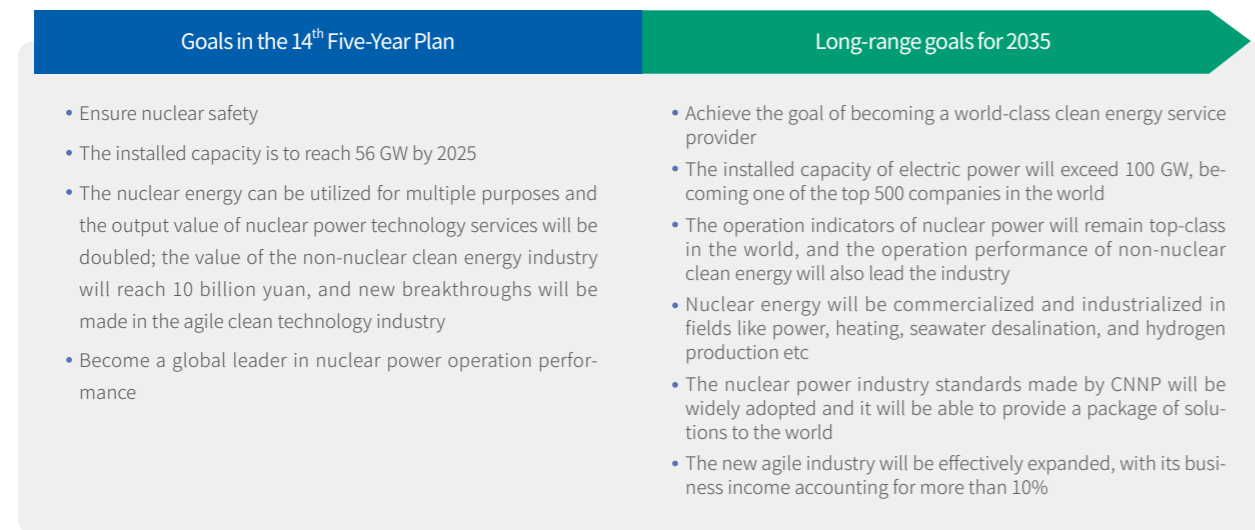 Goals in the 14th Five-Year Plan
• Ensure nuclear safety
• The installed capacity is to reach 56 GW by 2025
• The nuclear energy can be utilized for multiple purposes and
the output value of nuclear power technology services will be
doubled; the value of the non-nuclear clean energy industry
will reach 10 billion yuan, and new breakthroughs will be
made in the agile clean technology industry
• Become a global leader in nuclear power operation perfor-
mance
Long-range goals for 2035
• Achieve the goal of becoming a world-class clean energy service
provider
• The installed capacity of electric power will exceed 100 GW, be-
coming one of the top 500 companies in the world
• The operation indicators of nuclear power will remain top-class
in the world, and the operation performance of non-nuclear
clean energy will also lead the industry
• Nuclear energy will be commercialized and industrialized in
fields like power, heating, seawater desalination, and hydrogen
production etc
• The nuclear power industry standards made by CNNP will be
widely adopted and it will be able to provide a package of solu-
tions to the world
• The new agile industry will be effectively expanded, with its busi-
ness income accounting for more than 10%